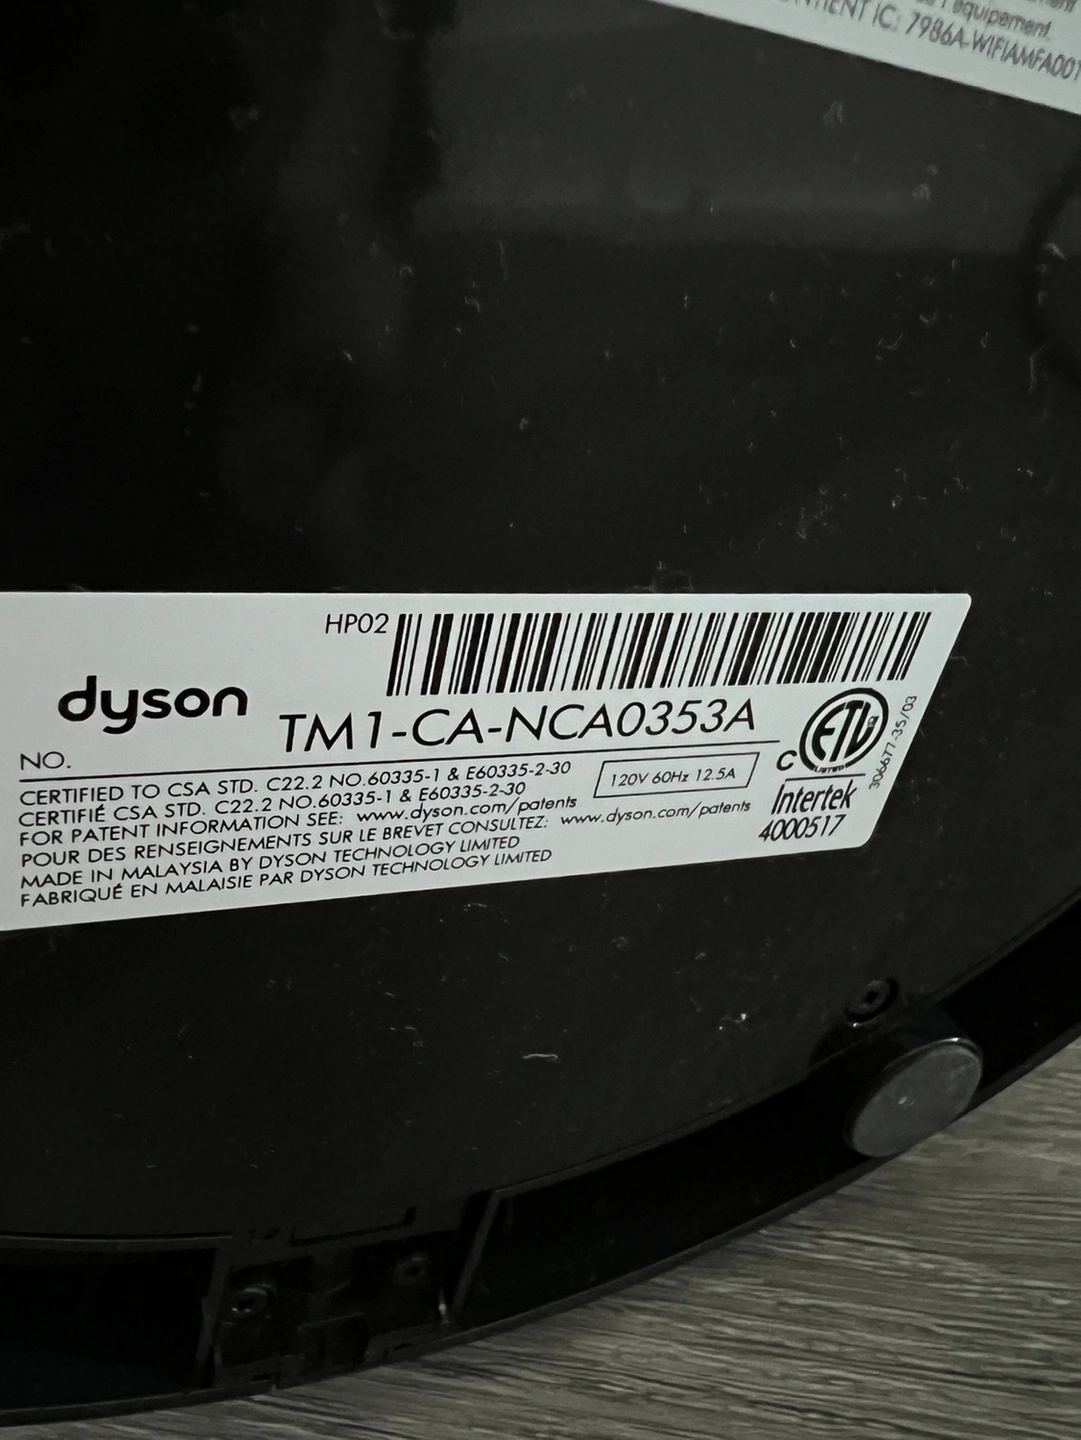 l'équipement.
IC: 7986A-WIFIAMFA001
HP02
dyson
NO. TM1-CA-NCA0353A
CERTIFIED TO CSA STD. C22.2 NO.60335-1 & E60335-2-30
CERTIFIÉ CSA STD. C22.2 NO.60335-1 & E60335-2-30
FOR PATENT INFORMATION SEE: www.dyson.com/patents
POUR DES RENSEIGNEMENTS SUR LE BREVET CONSULTEZ: www.dyson.com/patents
MADE IN MALAYSIA BY DYSON TECHNOLOGY LIMITED
FABRIQUÉ EN MALAISIE PAR DYSON TECHNOLOGY LIMITED
120V 60Hz 12.5A
C ETL
LISTED
Intertek
4000517
306677-35/03